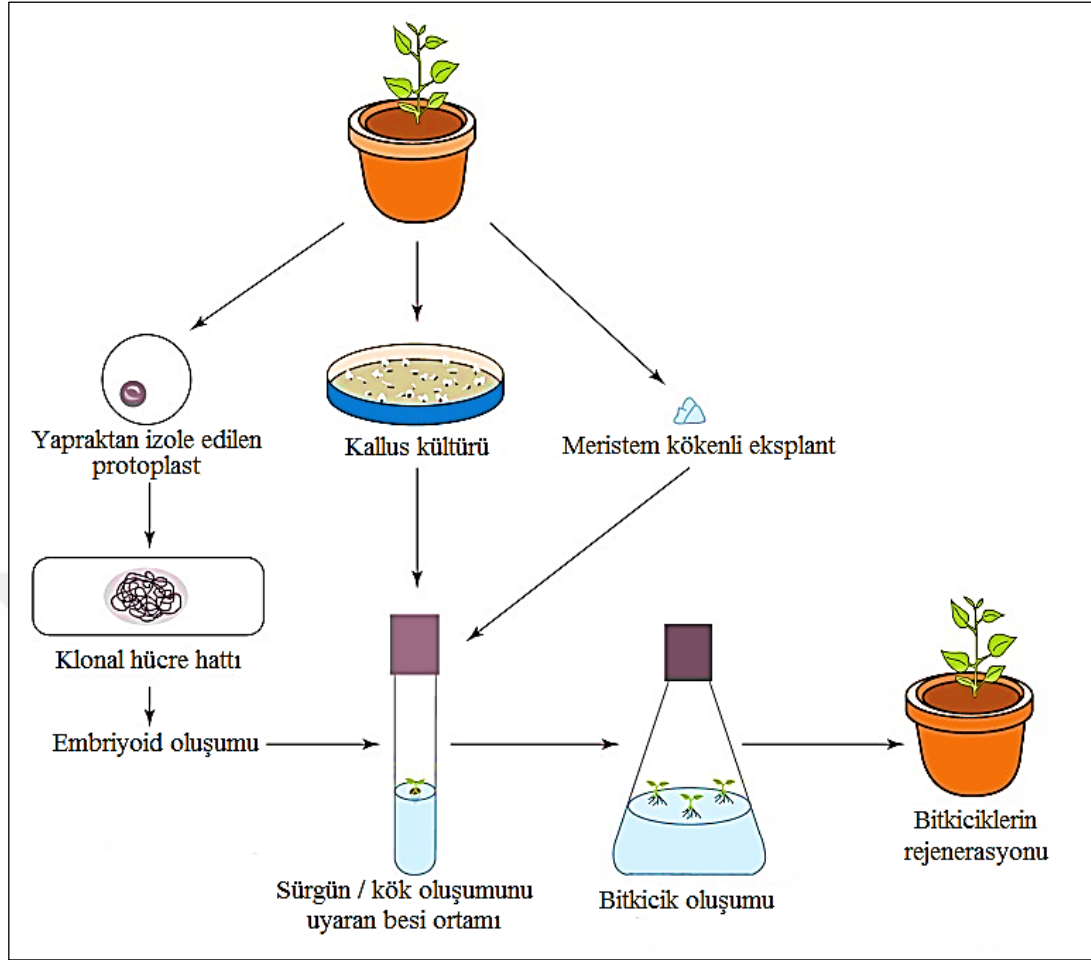 Yapraktan izole edilen
protoplast
Kallus kültürü
Meristem kökenli eksplant
Klonal hücre hattı
Embriyoid oluşumu
Sürgün / kök oluşumunu
uyaran besi ortamı
Bitkicik oluşumu
Bitkiciklerin
rejenerasyonu